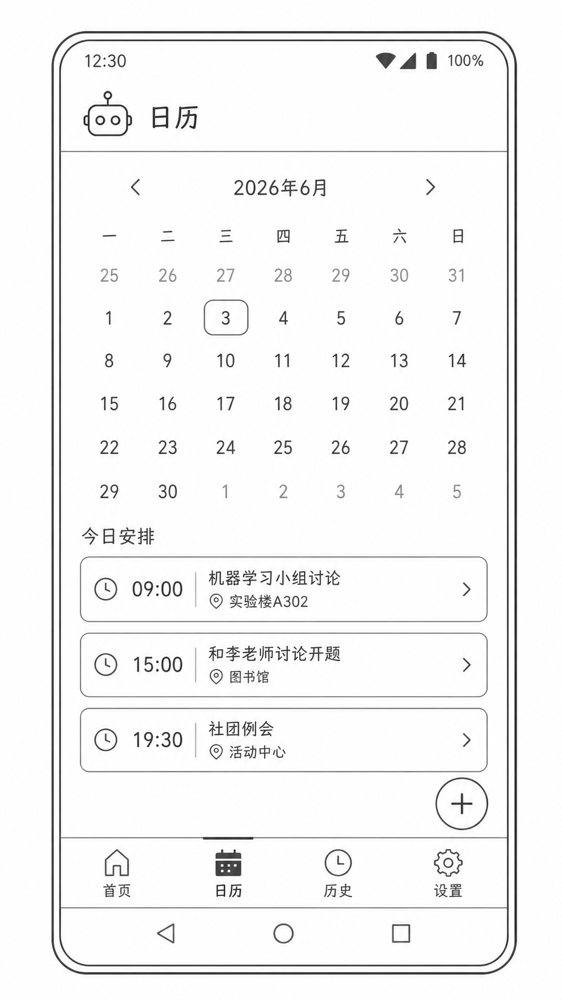 12:30 100%
日历
2026年6月
一 二 三 四 五 六 日
25 26 27 28 29 30 31
1 2 3 4 5 6 7
8 9 10 11 12 13 14
15 16 17 18 19 20 21
22 23 24 25 26 27 28
29 30 1 2 3 4 5
今日安排
09:00 机器学习小组讨论
实验楼A302
15:00 和李老师讨论开题
图书馆
19:30 社团例会
活动中心
首页 日历 历史 设置